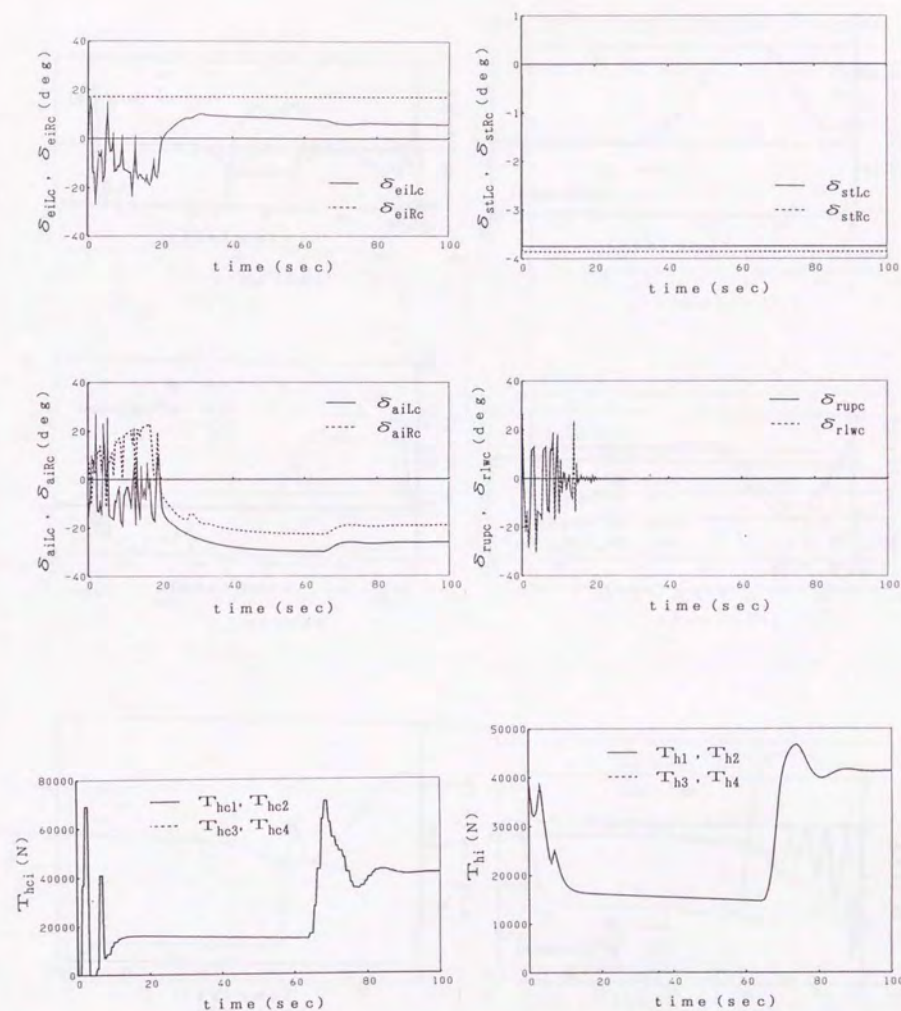 δeiLc , δeiRc (deg)
40
20
0
-20
-40
δeiLc
δeiRc
0 20 40 60 80 100
time (sec)
δstLc , δstRc (deg)
1
0
-1
-2
-3
-4
δstLc
δstRc
0 20 40 60 80 100
time (sec)
δaiLc , δaiRc (deg)
40
20
0
-20
-40
δaiLc
δaiRc
0 20 40 60 80 100
time (sec)
δrupc , δrlwc (deg)
40
20
0
-20
-40
δrupc
δrlwc
0 20 40 60 80 100
time (sec)
Thci (N)
80000
60000
40000
20000
0
Thc1, Thc2
Thc3, Thc4
0 20 40 60 80 100
time (sec)
Thi (N)
50000
40000
30000
20000
10000
0
Th1 , Th2
Th3 , Th4
0 20 40 60 80 100
time (sec)